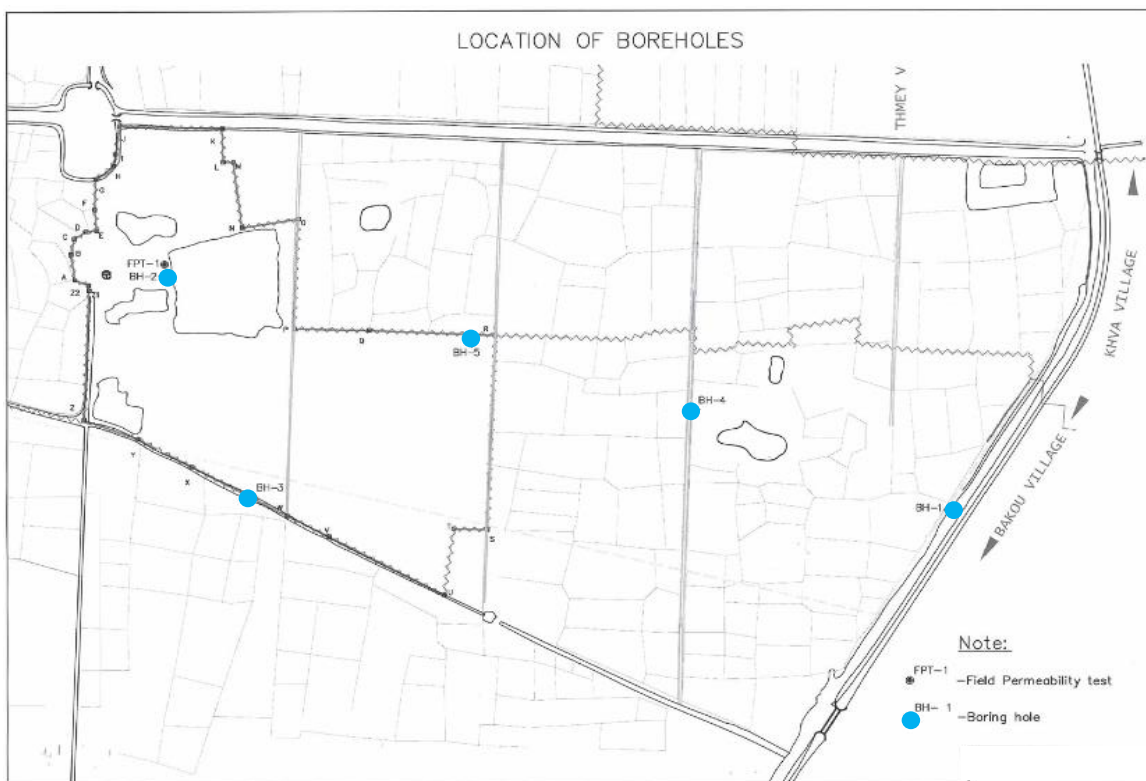 LOCATION OF BOREHOLES
THMEY V
K
L
M
H
G
F
N
O
D
C
E
B
FPT-1
A
BH-2
22
P
Q
R
BH-5
KHVA VILLAGE
Z
BH-4
Y
BAKOU VILLAGE
X
BH-3
W
V
BH-1
T
S
U
Note:
FPT-1 -Field Permeability test
BH- 1 -Boring hole